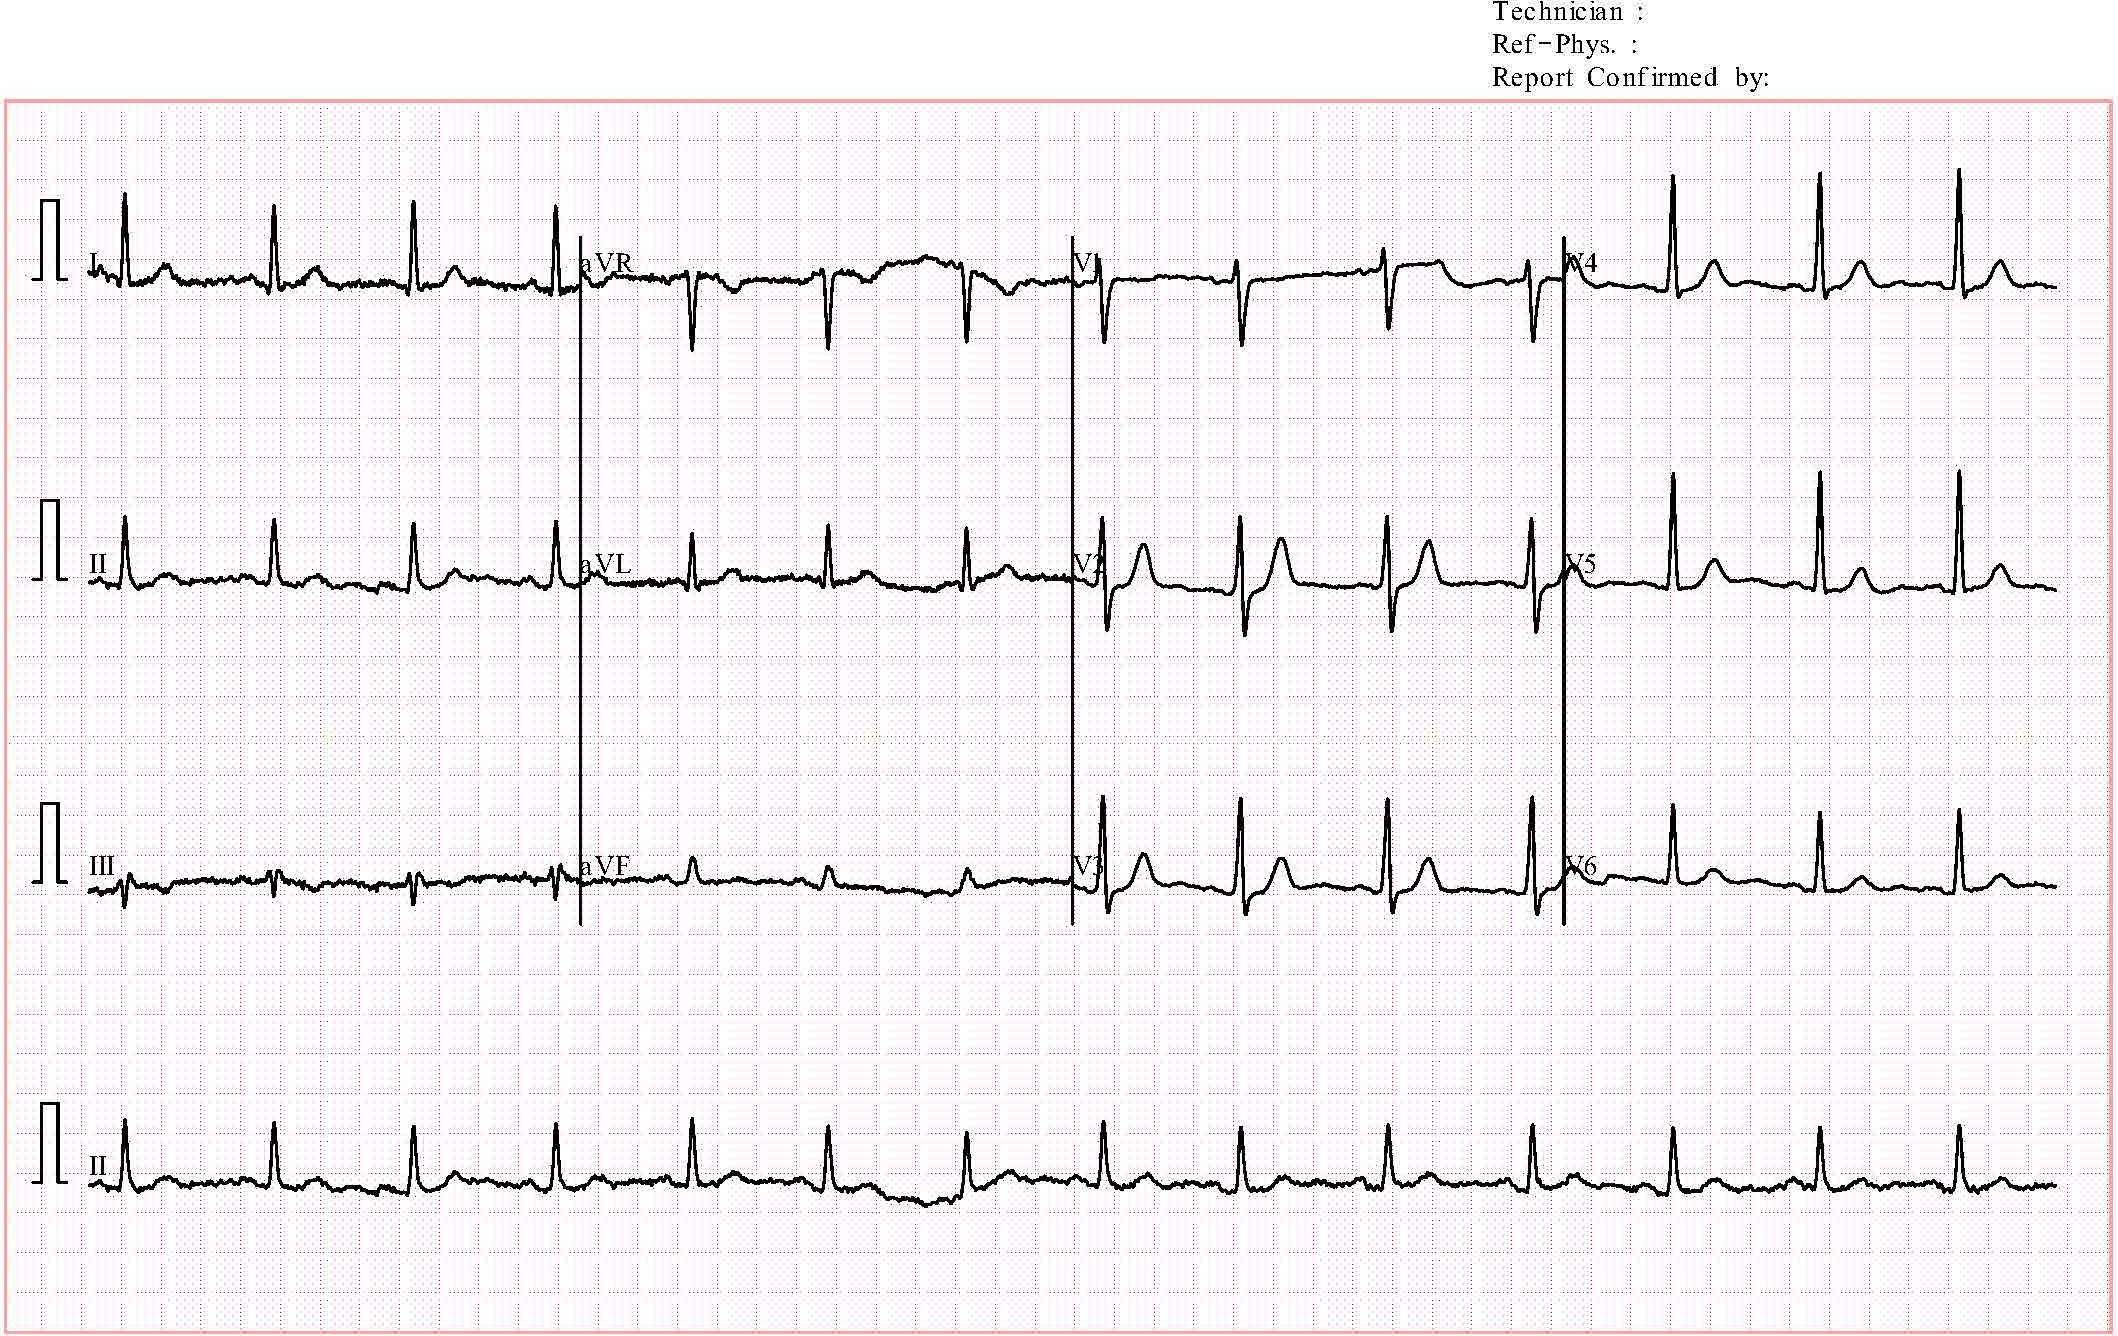 Technician :
Ref-Phys. :
Report Confirmed by:
I aVR V1 V4
II aVL V2 V5
III aVF V3 V6
II